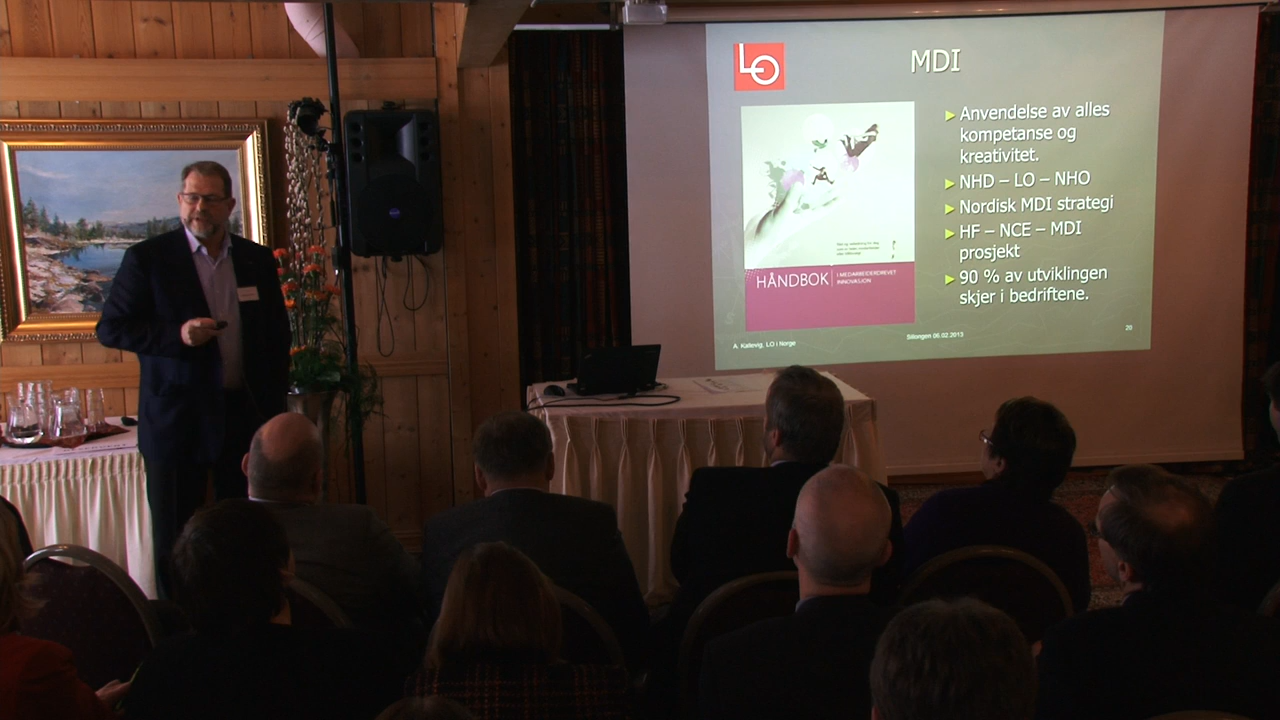 LO
MDI
Anvendelse av alles
kompetanse og
kreativitet.
NHD – LO – NHO
Nordisk MDI strategi
HF – NCE – MDI
prosjekt
90 % av utviklingen
skjer i bedriftene.
HÅNDBOK
I MEDARBEIDERDREVET
INNOVASJON
A. Kallevig, LO i Norge
Sillongen 06.02.2013
20